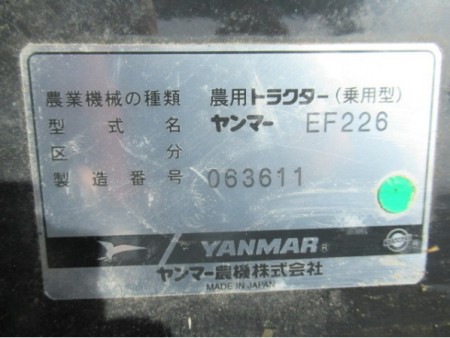 農業機械の種類 農用トラクター(乗用型)
型式名 ヤンマー EF226
区分
製造番号 063611
YANMAR®
ヤンマー農機株式会社
MADE IN JAPAN